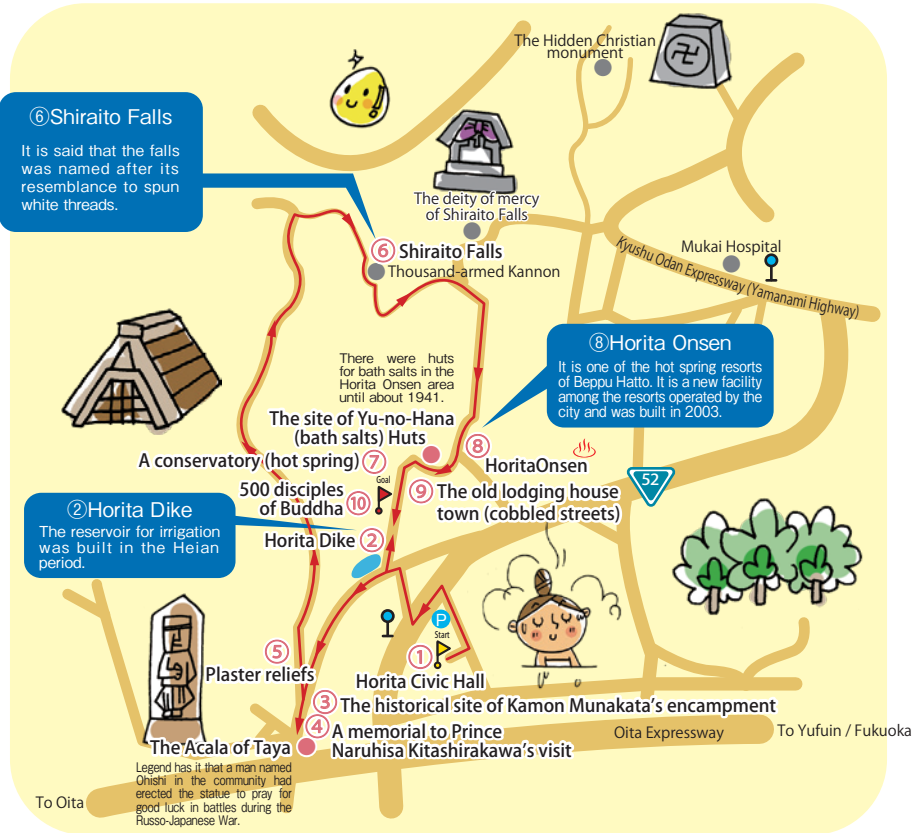 The Hidden Christian
monument
卍
⑥Shiraito Falls
It is said that the falls
was named after its
resemblance to spun
white threads.
The deity of mercy
of Shiraito Falls
⑥ Shiraito Falls
Thousand-armed Kannon
Mukai Hospital
Kyushu Odan Expressway (Yamanami Highway)
⑧Horita Onsen
It is one of the hot spring resorts
of Beppu Hatto. It is a new facility
among the resorts operated by the
city and was built in 2003.
There were huts
for bath salts in the
Horita Onsen area
until about 1941.
The site of Yu-no-Hana
(bath salts) Huts
A conservatory (hot spring) ⑦
⑧
HoritaOnsen
52
Goal
500 disciples
of Buddha ⑩
⑨ The old lodging house
town (cobbled streets)
②Horita Dike
The reservoir for irrigation
was built in the Heian
period.
Horita Dike ②
P
Start
①
Horita Civic Hall
⑤
Plaster reliefs
③ The historical site of Kamon Munakata's encampment
④ A memorial to Prince
Naruhisa Kitashirakawa's visit
Oita Expressway
To Yufuin / Fukuoka
The Acala of Taya
Legend has it that a man named
Ohishi in the community had
erected the statue to pray for
good luck in battles during the
Russo-Japanese War.
To Oita